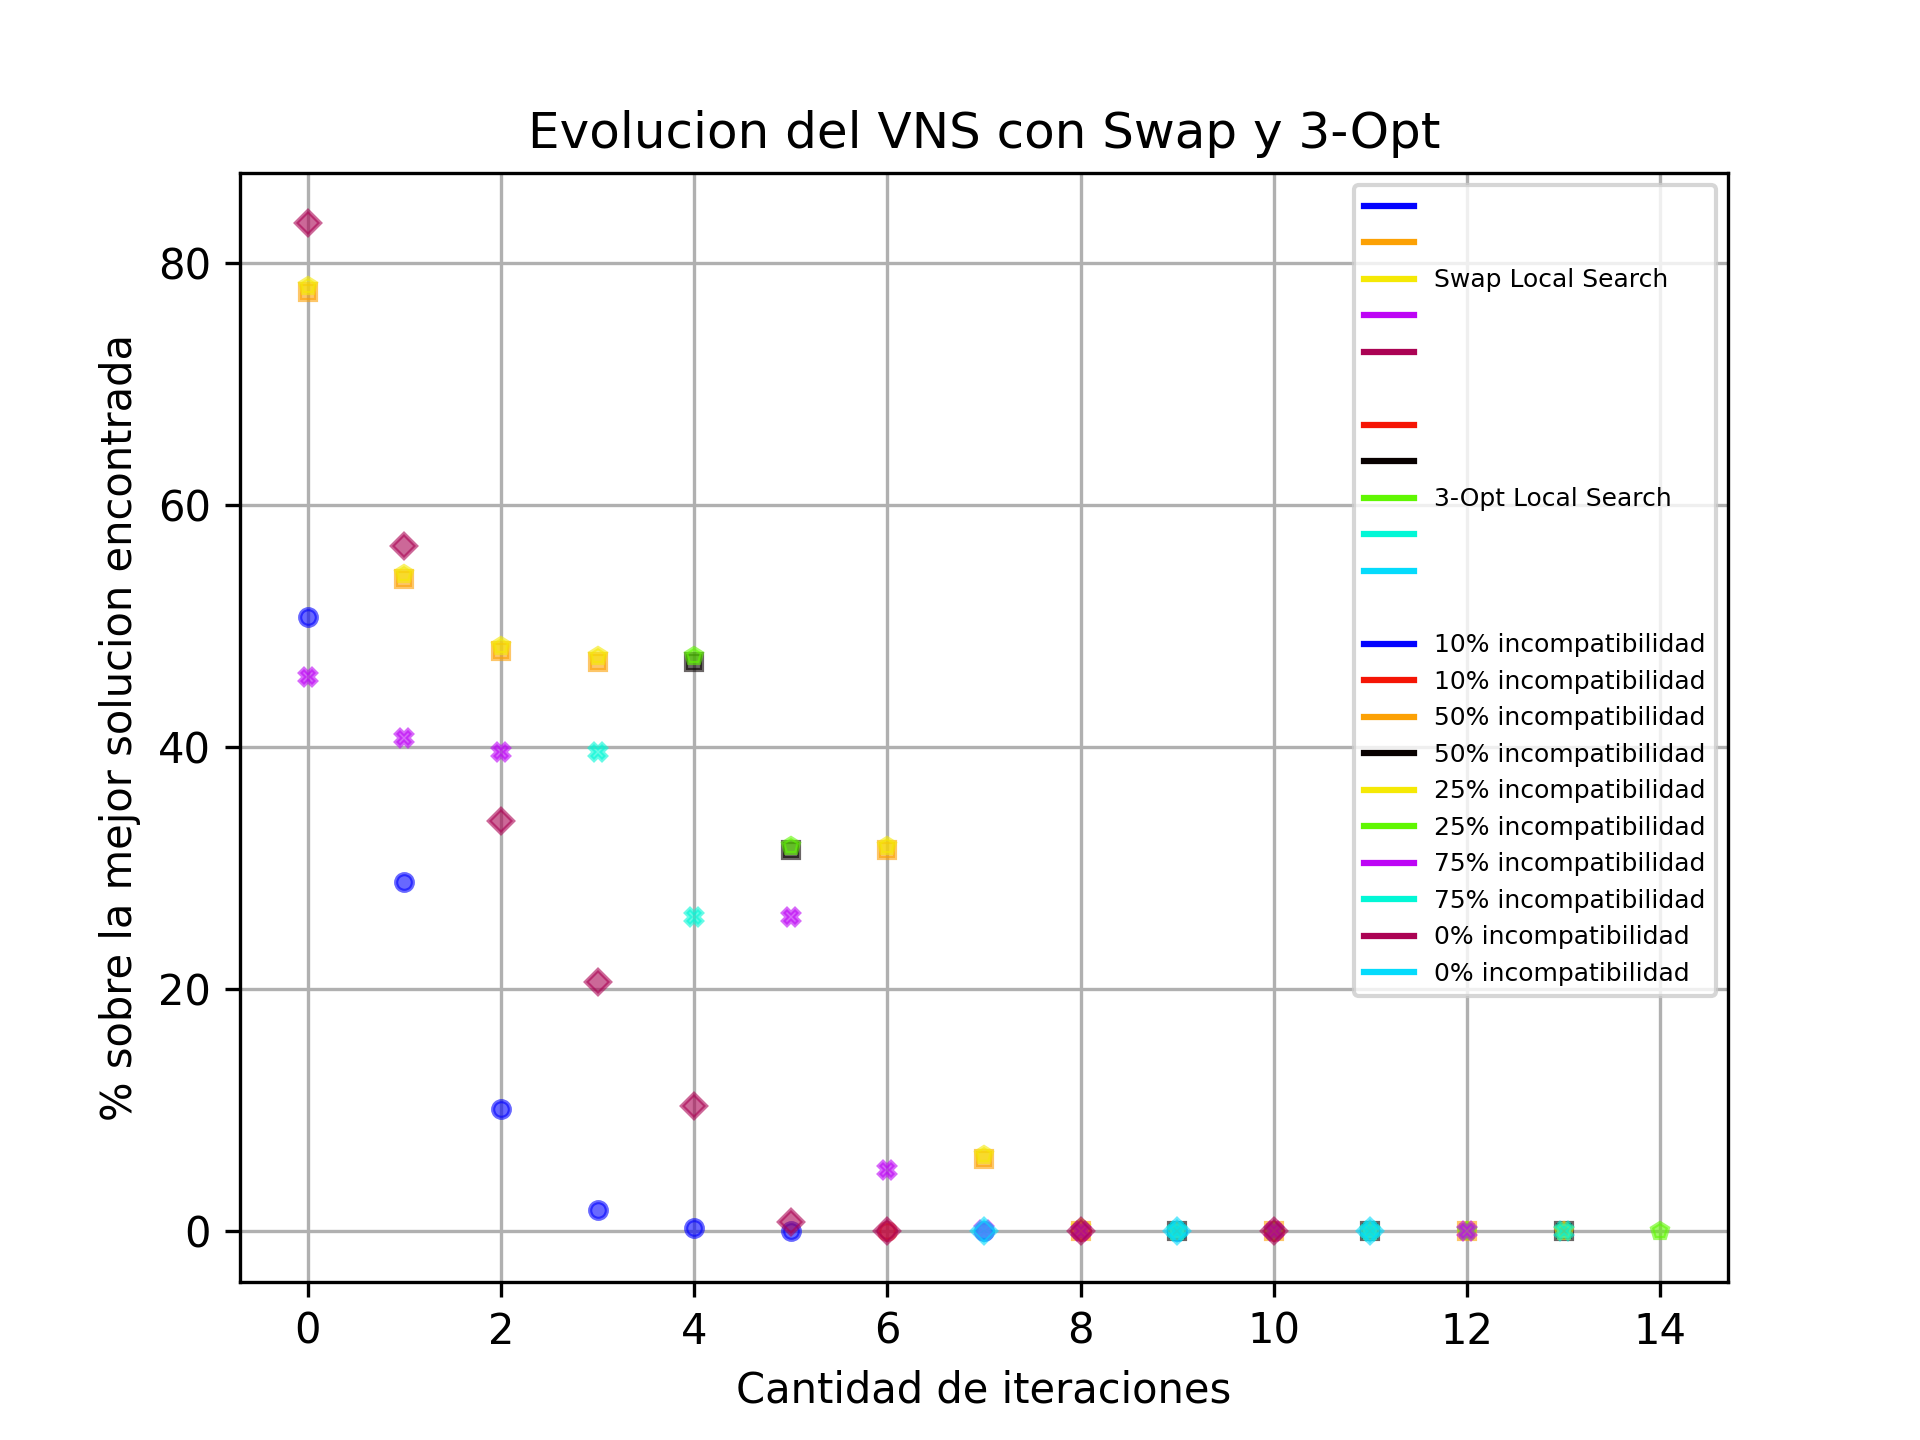 Evolucion del VNS con Swap y 3-Opt
% sobre la mejor solucion encontrada
80
60
40
20
0
Swap Local Search
3-Opt Local Search
10% incompatibilidad
10% incompatibilidad
50% incompatibilidad
50% incompatibilidad
25% incompatibilidad
25% incompatibilidad
75% incompatibilidad
75% incompatibilidad
0% incompatibilidad
0% incompatibilidad
0 2 4 6 8 10 12 14
Cantidad de iteraciones